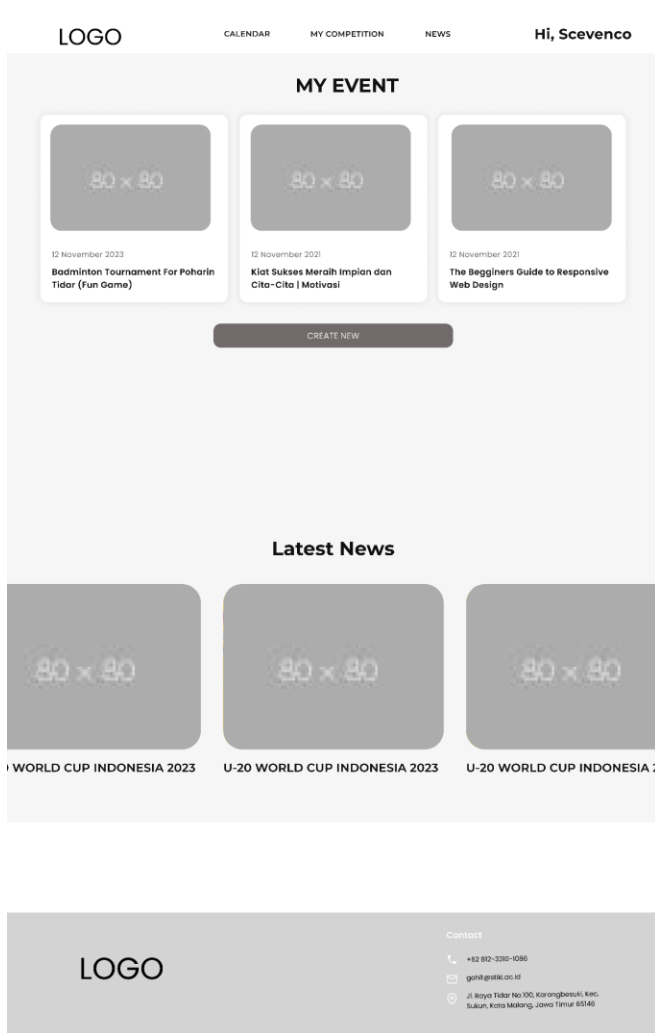 LOGO
CALENDAR
MY COMPETITION
NEWS
Hi, Scevenco
MY EVENT
80 × 80
80 × 80
80 × 80
12 November 2023
Badminton Tournament For Poharin
Tidar (Fun Game)
12 November 2021
Kiat Sukses Meraih Impian dan
Cita-Cita | Motivasi
12 November 2021
The Begginers Guide to Responsive
Web Design
CREATE NEW
Latest News
80 × 80
80 × 80
80 × 80
WORLD CUP INDONESIA 2023
U-20 WORLD CUP INDONESIA 2023
U-20 WORLD CUP INDONESIA
LOGO
Contact
+62 812-3310-1086
gohit@stiki.ac.id
Jl. Raya Tidar No.100, Karangbesuki, Kec.
Sukun, Kota Malang, Jawa Timur 65146